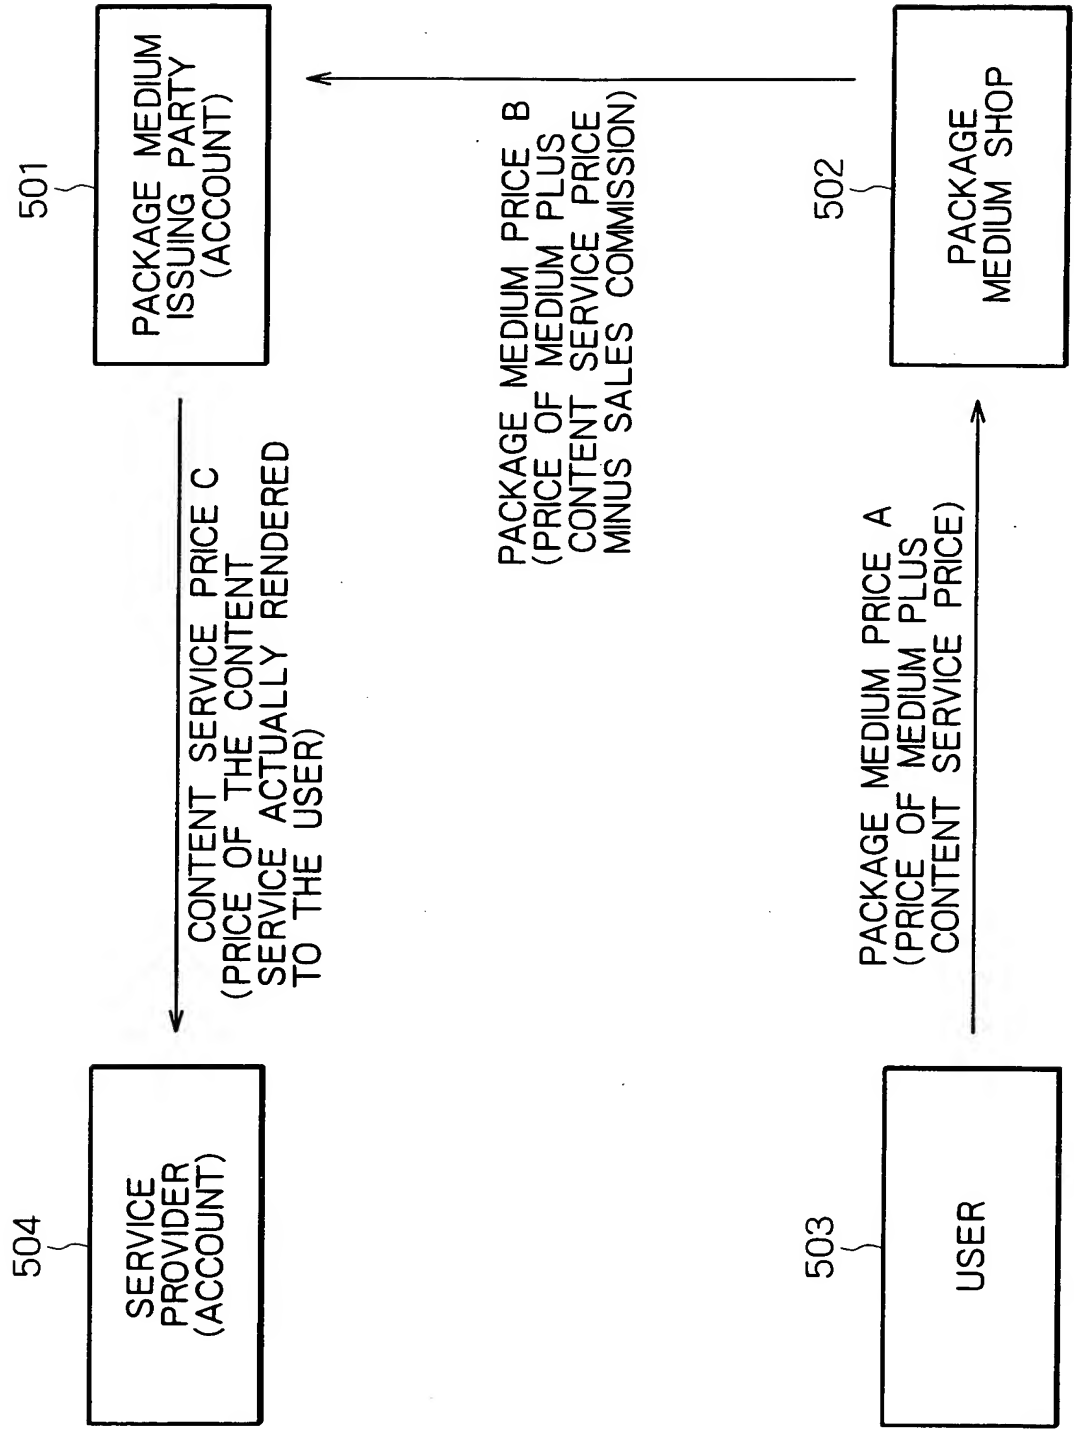 501
PACKAGE MEDIUM
ISSUING PARTY
(ACCOUNT)
504
SERVICE
PROVIDER
(ACCOUNT)
CONTENT SERVICE PRICE C
(PRICE OF THE CONTENT
SERVICE ACTUALLY RENDERED
TO THE USER)
PACKAGE MEDIUM PRICE B
(PRICE OF MEDIUM PLUS
CONTENT SERVICE PRICE
MINUS SALES COMMISSION)
502
PACKAGE
MEDIUM SHOP
503
USER
PACKAGE MEDIUM PRICE A
(PRICE OF MEDIUM PLUS
CONTENT SERVICE PRICE)